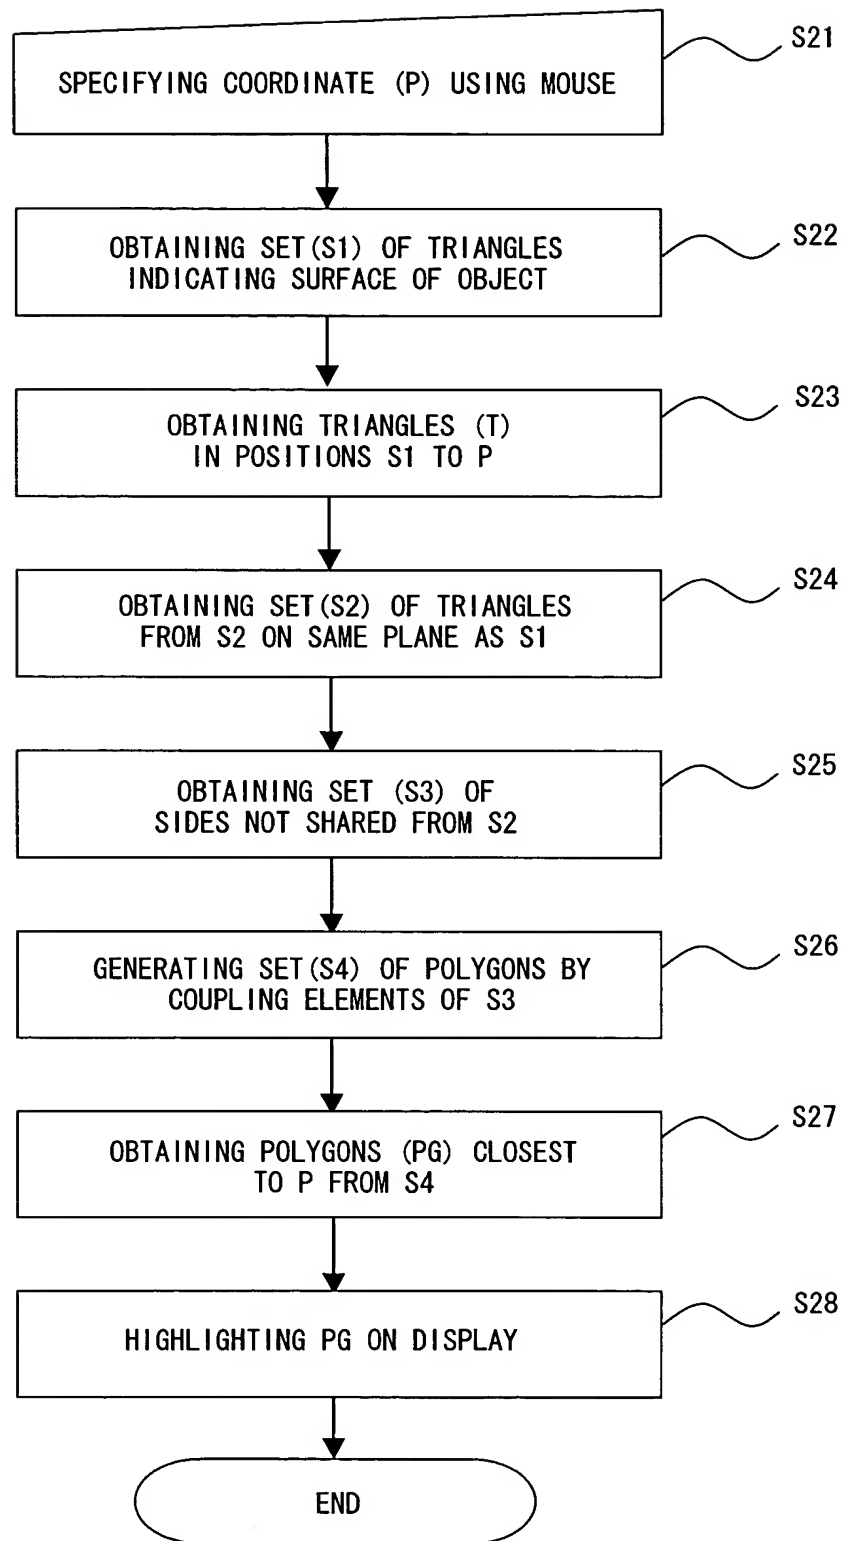 SPECIFYING COORDINATE (P) USING MOUSE
S21
OBTAINING SET(S1) OF TRIANGLES
INDICATING SURFACE OF OBJECT
S22
OBTAINING TRIANGLES (T)
IN POSITIONS S1 TO P
S23
OBTAINING SET(S2) OF TRIANGLES
FROM S2 ON SAME PLANE AS S1
S24
OBTAINING SET (S3) OF
SIDES NOT SHARED FROM S2
S25
GENERATING SET(S4) OF POLYGONS BY
COUPLING ELEMENTS OF S3
S26
OBTAINING POLYGONS (PG) CLOSEST
TO P FROM S4
S27
HIGHLIGHTING PG ON DISPLAY
S28
END